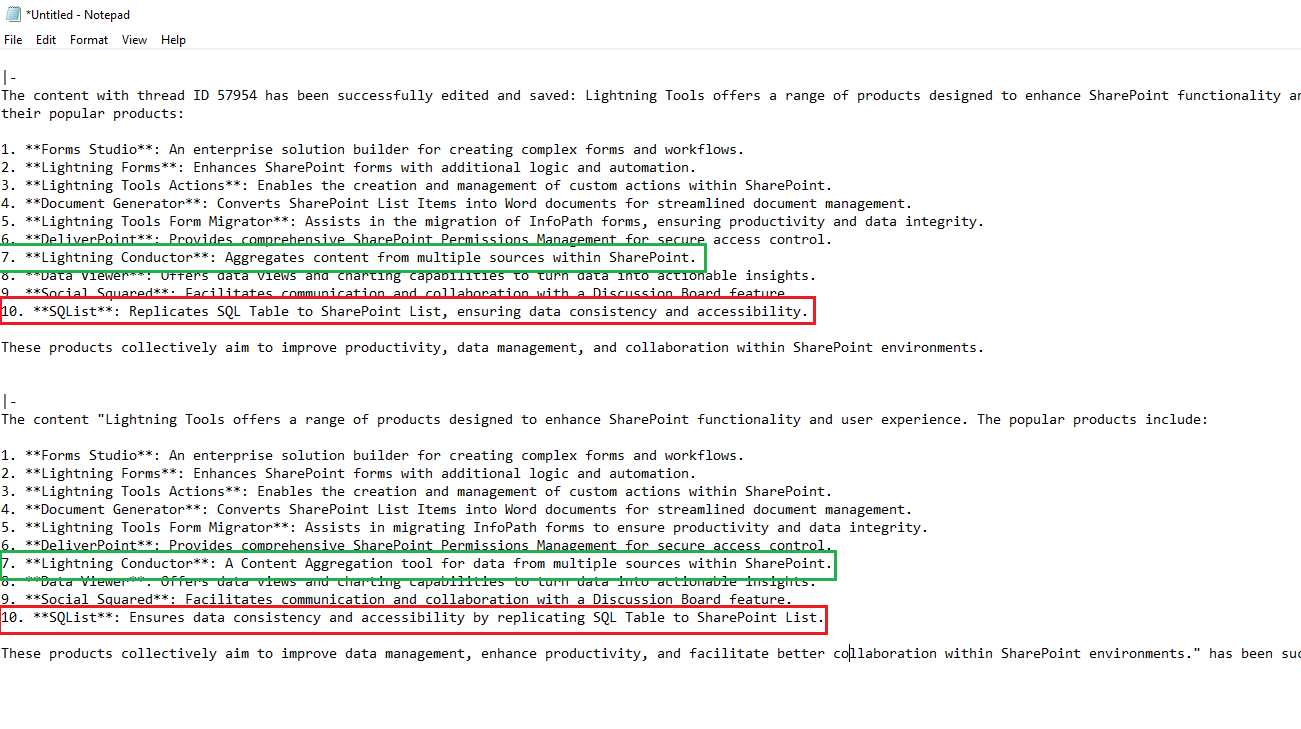 *Untitled - Notepad
File Edit Format View Help
|-
The content with thread ID 57954 has been successfully edited and saved: Lightning Tools offers a range of products designed to enhance SharePoint functionality
their popular products:
1. **Forms Studio**: An enterprise solution builder for creating complex forms and workflows.
2. **Lightning Forms**: Enhances SharePoint forms with additional logic and automation.
3. **Lightning Tools Actions**: Enables the creation and management of custom actions within SharePoint.
4. **Document Generator**: Converts SharePoint List Items into Word documents for streamlined document management.
5. **Lightning Tools Form Migrator**: Assists in the migration of InfoPath forms, ensuring productivity and data integrity.
6. **DeliverPoint**: Provides comprehensive SharePoint Permissions Management for secure access control.
7. **Lightning Conductor**: Aggregates content from multiple sources within SharePoint.
8. **Data Viewer**: Offers data views and charting capabilities to turn data into actionable insights.
9. **Social Squared**: Facilitates communication and collaboration with a Discussion Board feature.
10. **SQList**: Replicates SQL Table to SharePoint List, ensuring data consistency and accessibility.
These products collectively aim to improve productivity, data management, and collaboration within SharePoint environments.
|-
The content "Lightning Tools offers a range of products designed to enhance SharePoint functionality and user experience. The popular products include:
1. **Forms Studio**: An enterprise solution builder for creating complex forms and workflows.
2. **Lightning Forms**: Enhances SharePoint forms with additional logic and automation.
3. **Lightning Tools Actions**: Enables the creation and management of custom actions within SharePoint.
4. **Document Generator**: Converts SharePoint List Items into Word documents for streamlined document management.
5. **Lightning Tools Form Migrator**: Assists in migrating InfoPath forms to ensure productivity and data integrity.
6. **DeliverPoint**: Provides comprehensive SharePoint Permissions Management for secure access control.
7. **Lightning Conductor**: A Content Aggregation tool for data from multiple sources within SharePoint.
8. **Data Viewer**: Offers data views and charting capabilities to turn data into actionable insights.
9. **Social Squared**: Facilitates communication and collaboration with a Discussion Board feature.
10. **SQList**: Ensures data consistency and accessibility by replicating SQL Table to SharePoint List.
These products collectively aim to improve data management, enhance productivity, and facilitate better collaboration within SharePoint environments." has been